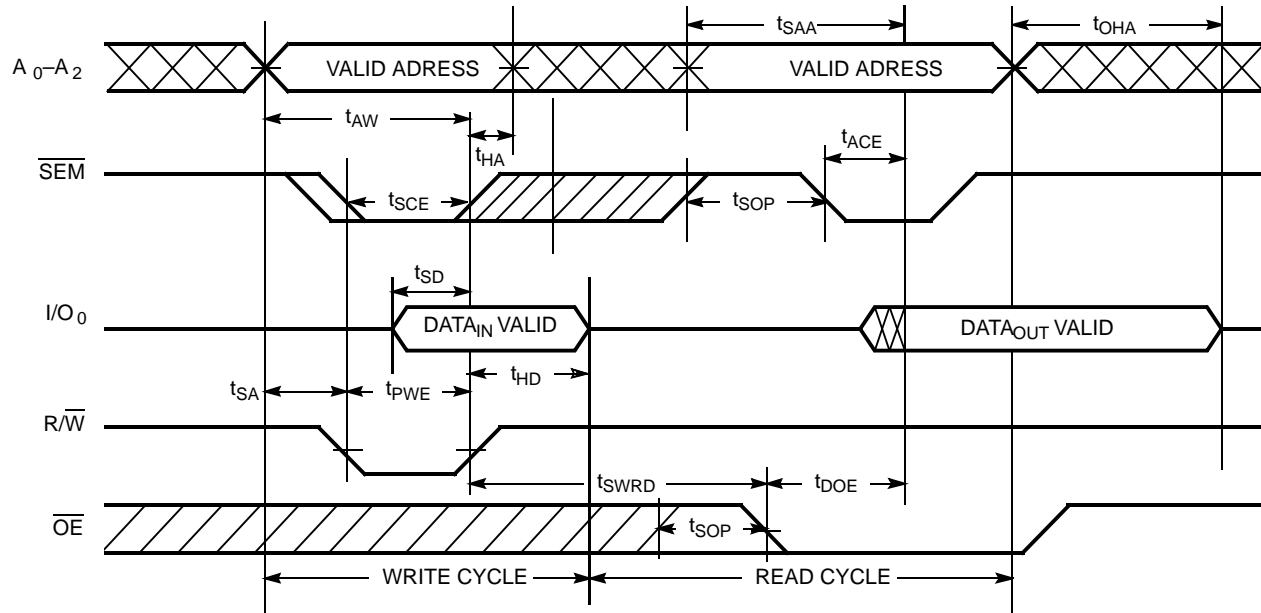 tSAA
tOHA
A0–A2
VALID ADRESS
VALID ADRESS
tAW
tHA
tACE
SEM
tSCE
tSOP
tSD
I/O0
DATAIN VALID
DATAOUT VALID
tSA
tPWE
tHD
R/W
tSWRD
tDOE
OE
tSOP
WRITE CYCLE
READ CYCLE